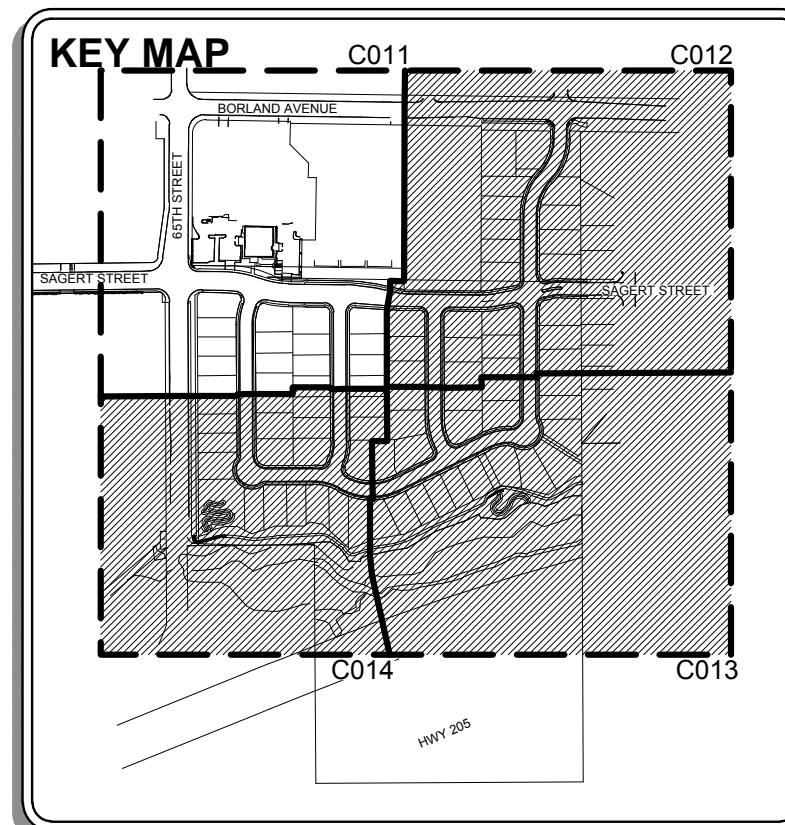 KEY MAP
C011
C012
BORLAND AVENUE
65TH STREET
SAGERT STREET
SAGERT STREET
C014
C013
HWY 205